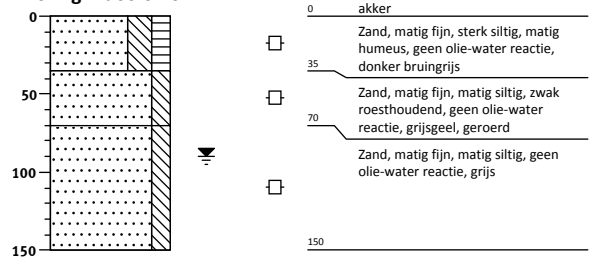 0
50
100
150
0 akker
Zand, matig fijn, sterk siltig, matig
humeus, geen olie-water reactie,
donker bruingrijs
35
Zand, matig fijn, matig siltig, zwak
roesthoudend, geen olie-water
reactie, grijsgeel, geroerd
70
Zand, matig fijn, matig siltig, geen
olie-water reactie, grijs
150